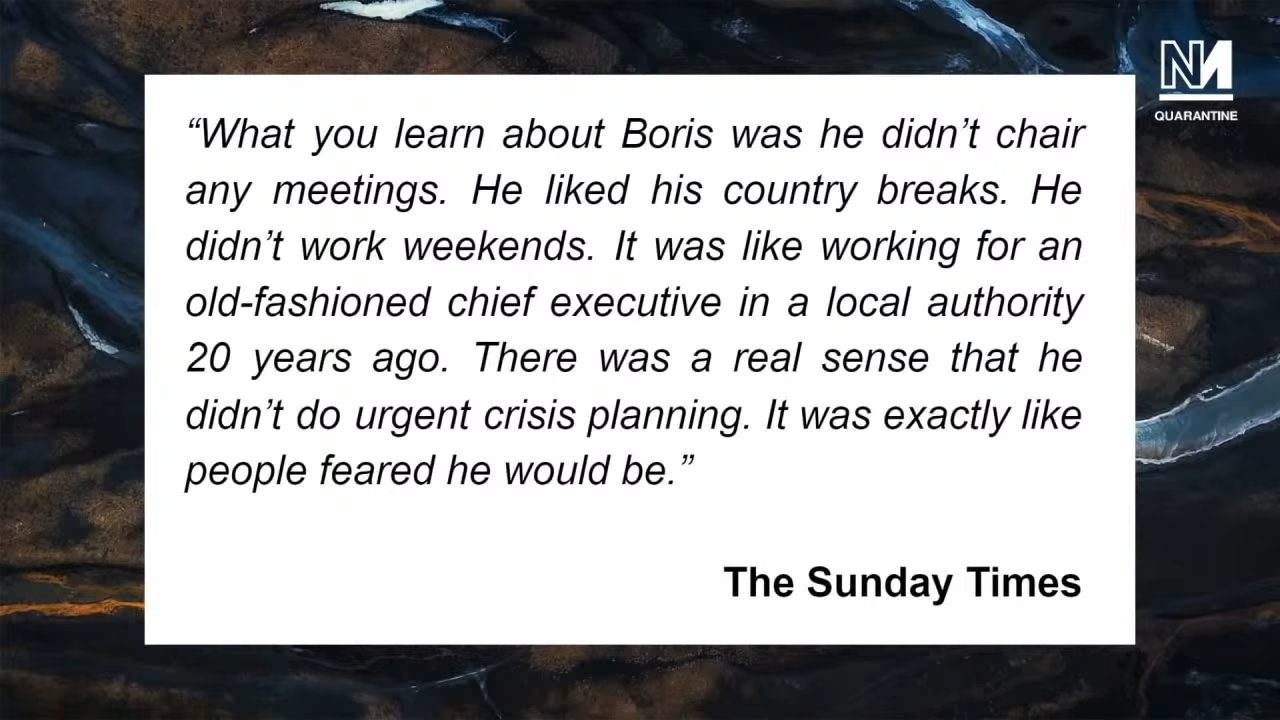 “What you learn about Boris was he didn’t chair
any meetings. He liked his country breaks. He
didn’t work weekends. It was like working for an
old-fashioned chief executive in a local authority
20 years ago. There was a real sense that he
didn’t do urgent crisis planning. It was exactly like
people feared he would be.”
The Sunday Times
NM
QUARANTINE